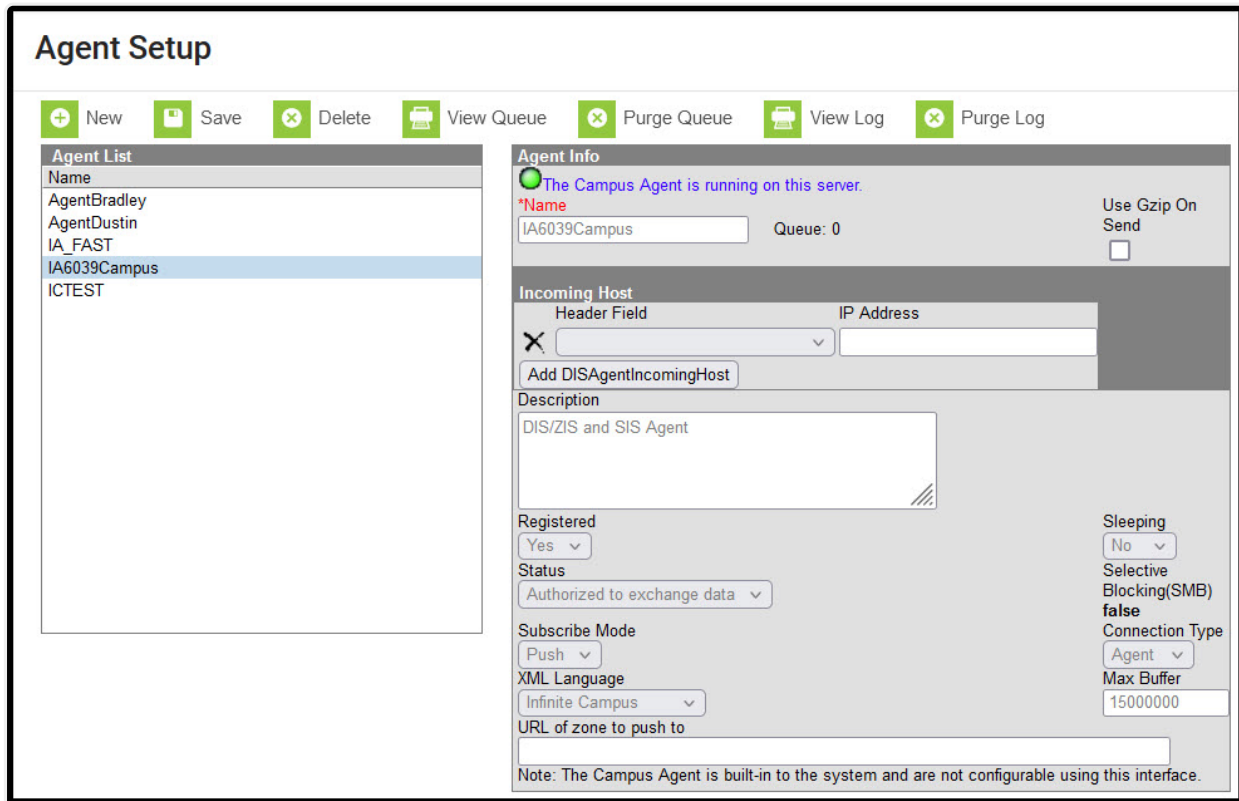 Agent Setup
New Save Delete View Queue Purge Queue View Log Purge Log
Agent List
Name
AgentBradley
AgentDustin
IA_FAST
IA6039Campus
ICTEST
Agent Info
The Campus Agent is running on this server.
*Name
IA6039Campus
Queue: 0
Use Gzip On
Send
Incoming Host
Header Field IP Address
Add DISAgentIncomingHost
Description
DIS/ZIS and SIS Agent
Registered
Yes
Sleeping
No
Status
Authorized to exchange data
Selective
Blocking(SMB)
false
Subscribe Mode
Push
Connection Type
Agent
XML Language
Infinite Campus
Max Buffer
15000000
URL of zone to push to
Note: The Campus Agent is built-in to the system and are not configurable using this interface.